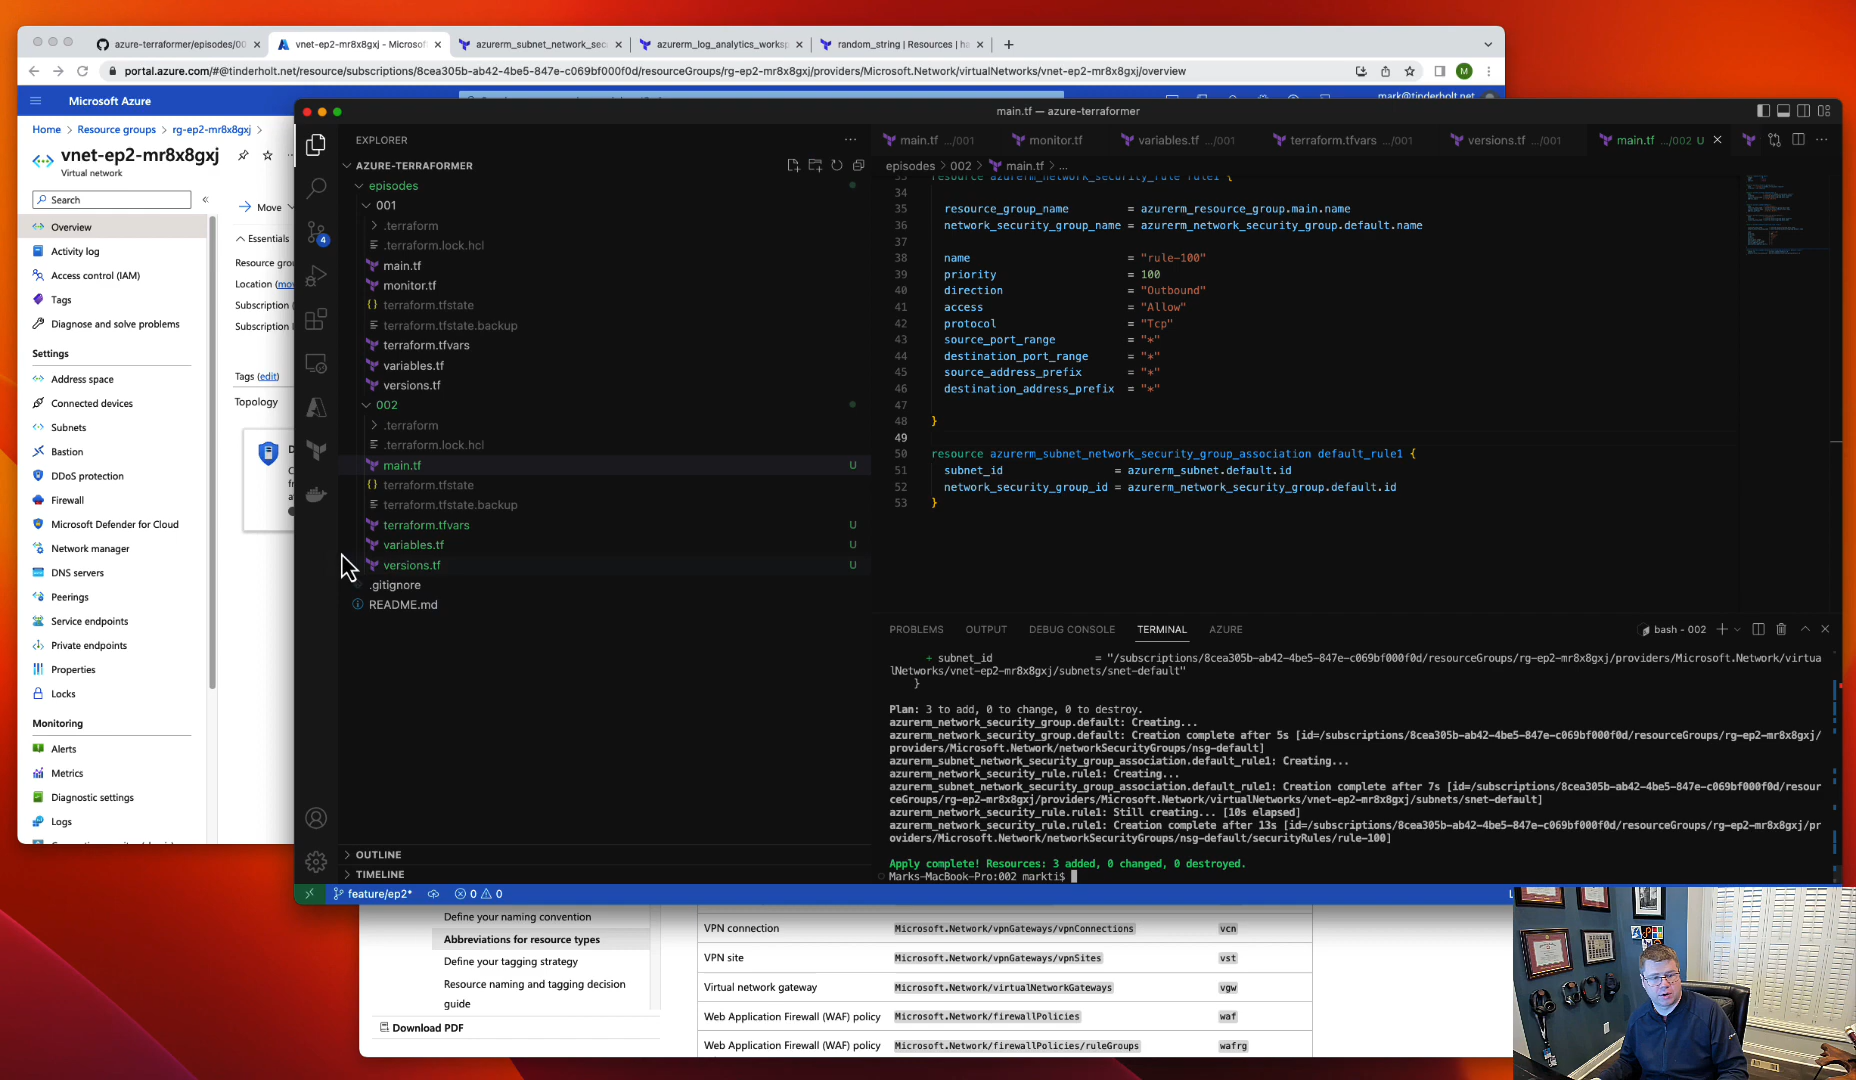 azure-terraformer/episodes/00
vnet-ep2-mr8x8gxj - Microsof
azurerm_subnet_network_sec
azurerm_log_analytics_worksp
random_string | Resources | ha
portal.azure.com/#@tinderholt.net/resource/subscriptions/8cea305b-ab42-4be5-847e-c069bf000f0d/resourceGroups/rg-ep2-mr8x8gxj/providers/Microsoft.Network/virtualNetworks/vnet-ep2-mr8x8gxj/overview
M
Microsoft Azure
mark@tinderholt.net
Home > Resource groups > rg-ep2-mr8x8gxj >
vnet-ep2-mr8x8gxj
Virtual network
Search
Move
Overview
Activity log
Access control (IAM)
Tags
Diagnose and solve problems
Settings
Address space
Connected devices
Subnets
Bastion
DDoS protection
Firewall
Microsoft Defender for Cloud
Network manager
DNS servers
Peerings
Service endpoints
Private endpoints
Properties
Locks
Monitoring
Alerts
Metrics
Diagnostic settings
Logs
Essentials
Resource grou
Location (mov
Subscription
Subscription I
Tags (edit)
Topology
main.tf — azure-terraformer
EXPLORER
AZURE-TERRAFORMER
episodes
001
.terraform
.terraform.lock.hcl
main.tf
monitor.tf
terraform.tfstate
terraform.tfstate.backup
terraform.tfvars
variables.tf
versions.tf
002
.terraform
.terraform.lock.hcl
main.tf U
terraform.tfstate
terraform.tfstate.backup
terraform.tfvars U
variables.tf U
versions.tf U
.gitignore
README.md
OUTLINE
TIMELINE
4
main.tf .../001
monitor.tf
variables.tf .../001
terraform.tfvars .../001
versions.tf .../001
main.tf .../002 U
episodes > 002 > main.tf > ...
33 resource azurerm_network_security_rule rule1 {
34
35 resource_group_name = azurerm_resource_group.main.name
36 network_security_group_name = azurerm_network_security_group.default.name
37
38 name = "rule-100"
39 priority = 100
40 direction = "Outbound"
41 access = "Allow"
42 protocol = "Tcp"
43 source_port_range = "*"
44 destination_port_range = "*"
45 source_address_prefix = "*"
46 destination_address_prefix = "*"
47
48 }
49
50 resource azurerm_subnet_network_security_group_association default_rule1 {
51 subnet_id = azurerm_subnet.default.id
52 network_security_group_id = azurerm_network_security_group.default.id
53 }
PROBLEMS OUTPUT DEBUG CONSOLE TERMINAL AZURE
bash - 002
+ subnet_id = "/subscriptions/8cea305b-ab42-4be5-847e-c069bf000f0d/resourceGroups/rg-ep2-mr8x8gxj/providers/Microsoft.Network/virtua
lNetworks/vnet-ep2-mr8x8gxj/subnets/snet-default"
}
Plan: 3 to add, 0 to change, 0 to destroy.
azurerm_network_security_group.default: Creating...
azurerm_network_security_group.default: Creation complete after 5s [id=/subscriptions/8cea305b-ab42-4be5-847e-c069bf000f0d/resourceGroups/rg-ep2-mr8x8gxj/
providers/Microsoft.Network/networkSecurityGroups/nsg-default]
azurerm_subnet_network_security_group_association.default_rule1: Creating...
azurerm_network_security_rule.rule1: Creating...
azurerm_subnet_network_security_group_association.default_rule1: Creation complete after 7s [id=/subscriptions/8cea305b-ab42-4be5-847e-c069bf000f0d/resour
ceGroups/rg-ep2-mr8x8gxj/providers/Microsoft.Network/virtualNetworks/vnet-ep2-mr8x8gxj/subnets/snet-default]
azurerm_network_security_rule.rule1: Still creating... [10s elapsed]
azurerm_network_security_rule.rule1: Creation complete after 13s [id=/subscriptions/8cea305b-ab42-4be5-847e-c069bf000f0d/resourceGroups/rg-ep2-mr8x8gxj/pr
oviders/Microsoft.Network/networkSecurityGroups/nsg-default/securityRules/rule-100]
Apply complete! Resources: 3 added, 0 changed, 0 destroyed.
Marks-MacBook-Pro:002 markti$
feature/ep2* 0 0
Define your naming convention
Abbreviations for resource types
Define your tagging strategy
Resource naming and tagging decision
guide
Download PDF
VPN connection Microsoft.Network/vpnGateways/vpnConnections vcn
VPN site Microsoft.Network/vpnGateways/vpnSites vst
Virtual network gateway Microsoft.Network/virtualNetworkGateways vgw
Web Application Firewall (WAF) policy Microsoft.Network/firewallPolicies waf
Web Application Firewall (WAF) policy Microsoft.Network/firewallPolicies/ruleGroups wafrg